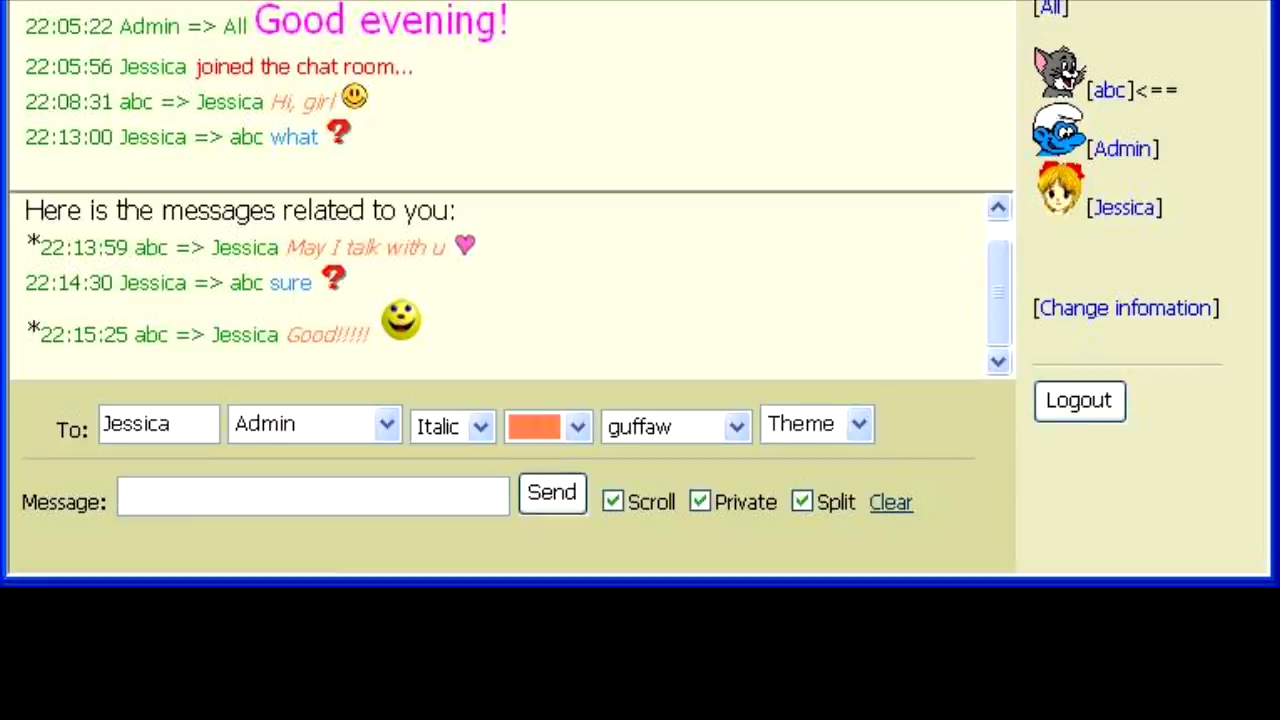 22:05:22 Admin => All Good evening!
22:05:56 Jessica joined the chat room...
22:08:31 abc => Jessica Hi, girl
22:13:00 Jessica => abc what
Here is the messages related to you:
*22:13:59 abc => Jessica May I talk with u
22:14:30 Jessica => abc sure
*22:15:25 abc => Jessica Good!!!!!
To: Jessica Admin Italic guffaw Theme
Message: Send Scroll Private Split Clear
[All]
[abc]<==
[Admin]
[Jessica]
[Change infomation]
Logout